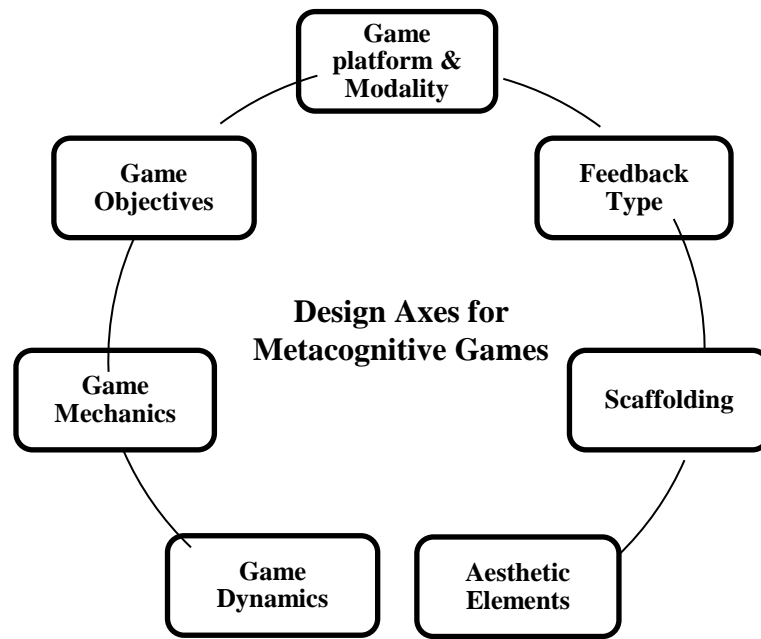 Game
platform &
Modality
Game
Objectives
Feedback
Type
Design Axes for
Metacognitive Games
Game
Mechanics
Scaffolding
Game
Dynamics
Aesthetic
Elements